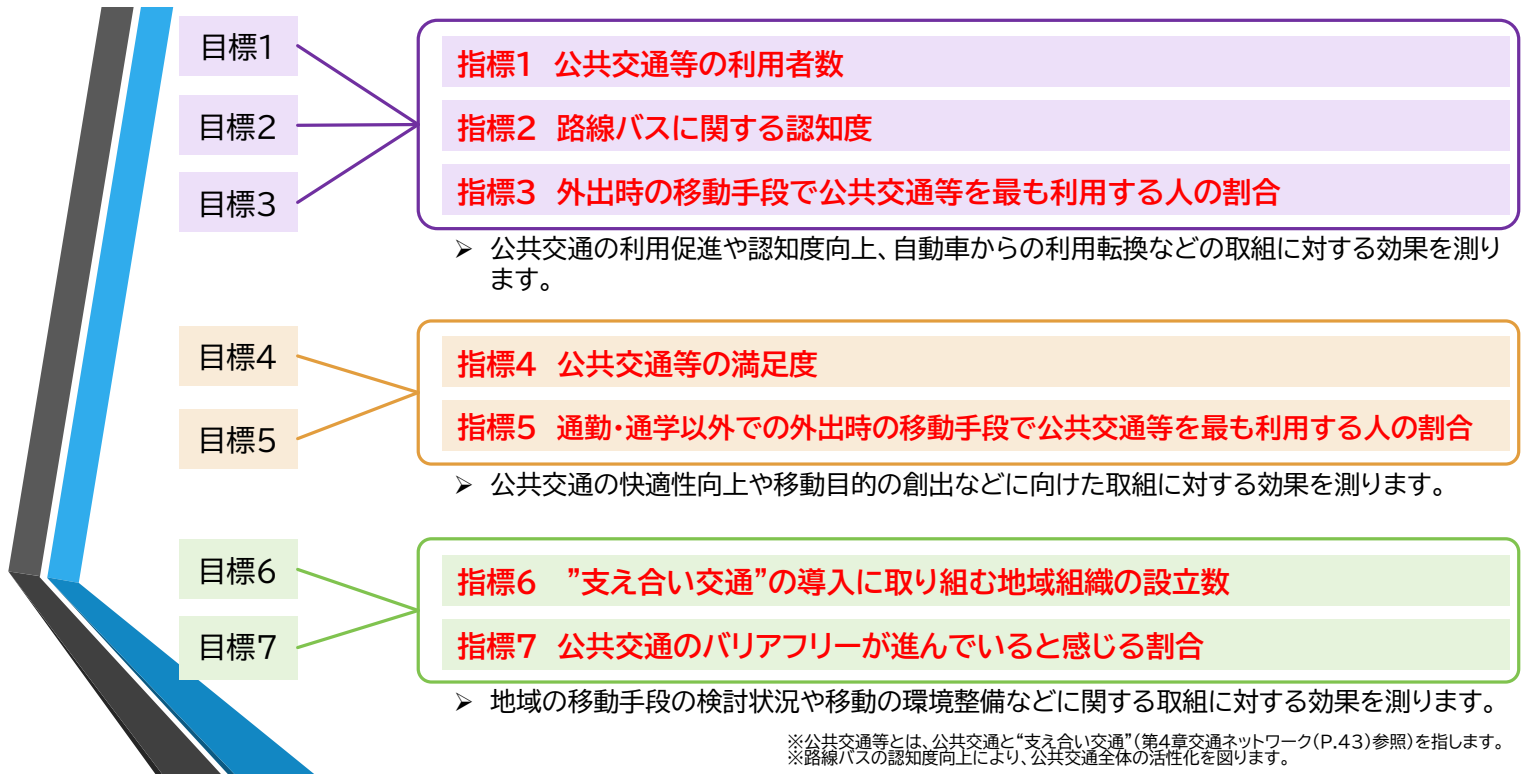 目標1
目標2
目標3
指標1 公共交通等の利用者数
指標2 路線バスに関する認知度
指標3 外出時の移動手段で公共交通等を最も利用する人の割合
➢ 公共交通の利用促進や認知度向上、自動車からの利用転換などの取組に対する効果を測り
ます。
目標4
目標5
指標4 公共交通等の満足度
指標5 通勤・通学以外での外出時の移動手段で公共交通等を最も利用する人の割合
➢ 公共交通の快適性向上や移動目的の創出などに向けた取組に対する効果を測ります。
目標6
目標7
指標6 ”支え合い交通”の導入に取り組む地域組織の設立数
指標7 公共交通のバリアフリーが進んでいると感じる割合
➢ 地域の移動手段の検討状況や移動の環境整備などに関する取組に対する効果を測ります。
※公共交通等とは、公共交通と“支え合い交通”(第4章交通ネットワーク(P.43)参照)を指します。
※路線バスの認知度向上により、公共交通全体の活性化を図ります。